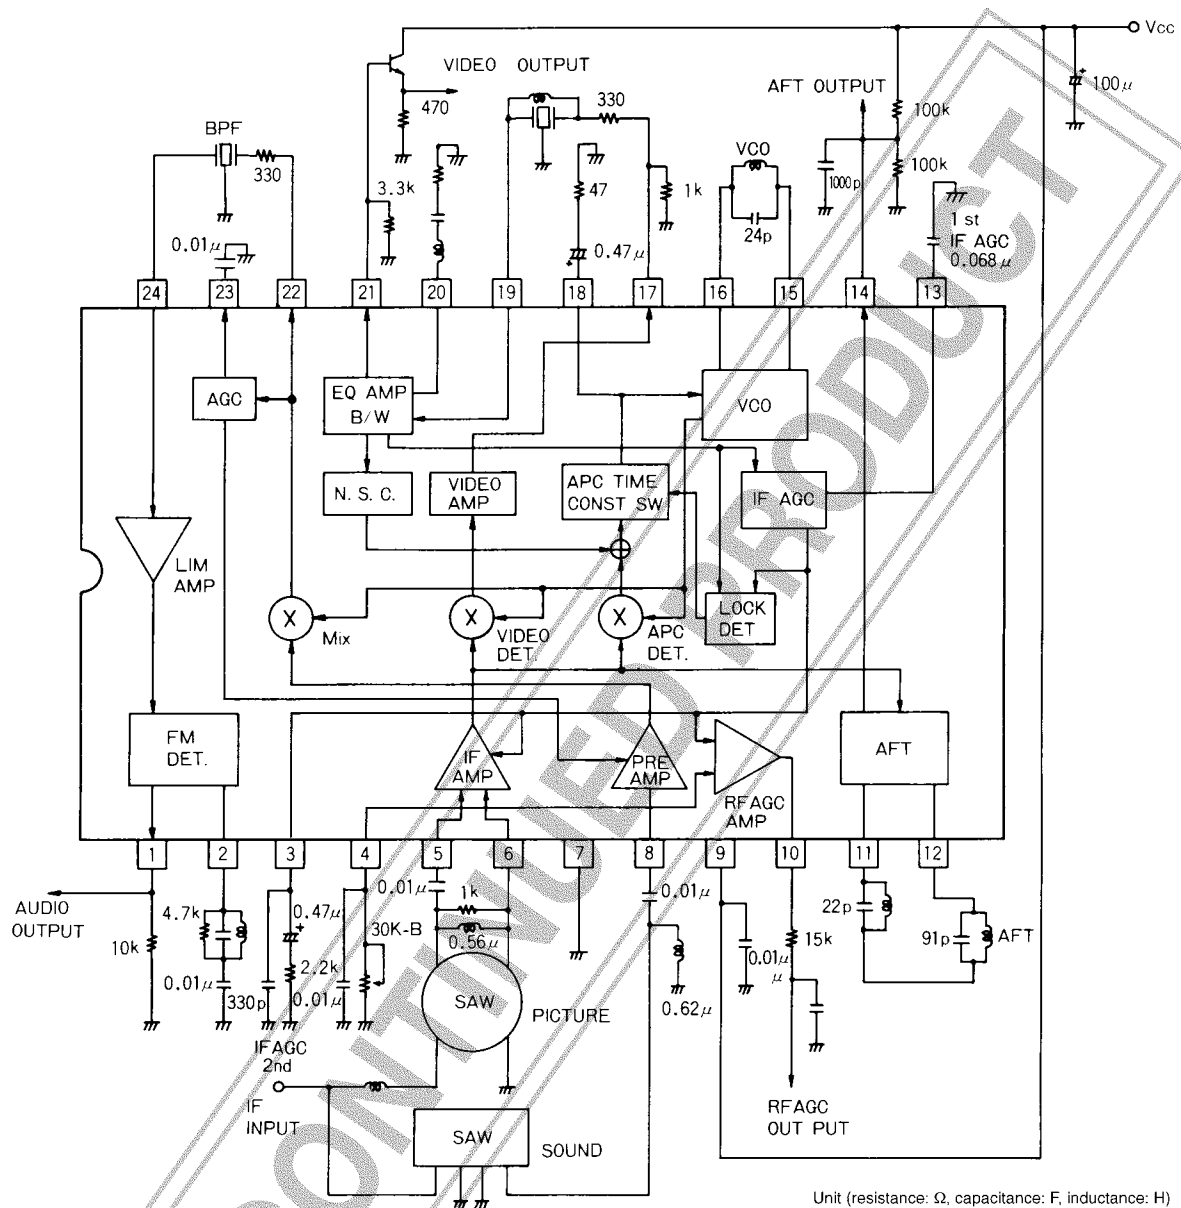 Vcc
VIDEO OUTPUT
470
330
AFT OUTPUT
100k
100μ
BPF
330
VCO
3.3k
47
1k
24p
1000p
100k
1 st
IF AGC
0.068μ
0.01μ
0.47μ
24
23
22
21
20
19
18
17
16
15
14
13
AGC
EQ AMP
B/W
VCO
N. S. C.
VIDEO
AMP
APC TIME
CONST SW
IF AGC
LIM
AMP
X
Mix
X
VIDEO
DET.
X
APC
DET.
LOCK
DET
FM
DET.
IF
AMP
PRE
AMP
RFAGC
AMP
AFT
1
2
3
4
5
6
7
8
9
10
11
12
AUDIO
OUTPUT
10k
4.7k
0.01μ
330p
0.47μ
2.2k
0.01μ
30K-B
0.01μ
1k
0.56μ
SAW
PICTURE
0.01μ
0.62μ
0.01μ
μ
15k
22p
91p
AFT
IFAGC
2nd
IF
INPUT
SAW
SOUND
RFAGC
OUT PUT
Unit (resistance: Ω, capacitance: F, inductance: H)
ONTINUED PRODUCT